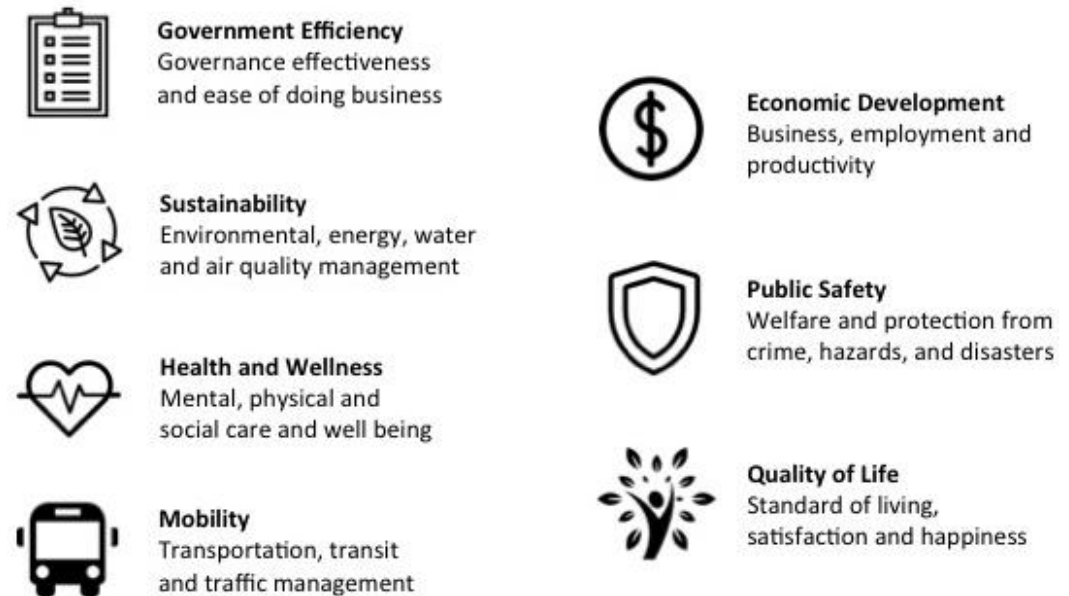 Government Efficiency
Governance effectiveness
and ease of doing business
Sustainability
Environmental, energy, water
and air quality management
Health and Wellness
Mental, physical and
social care and well being
Mobility
Transportation, transit
and traffic management
Economic Development
Business, employment and
productivity
Public Safety
Welfare and protection from
crime, hazards, and disasters
Quality of Life
Standard of living,
satisfaction and happiness